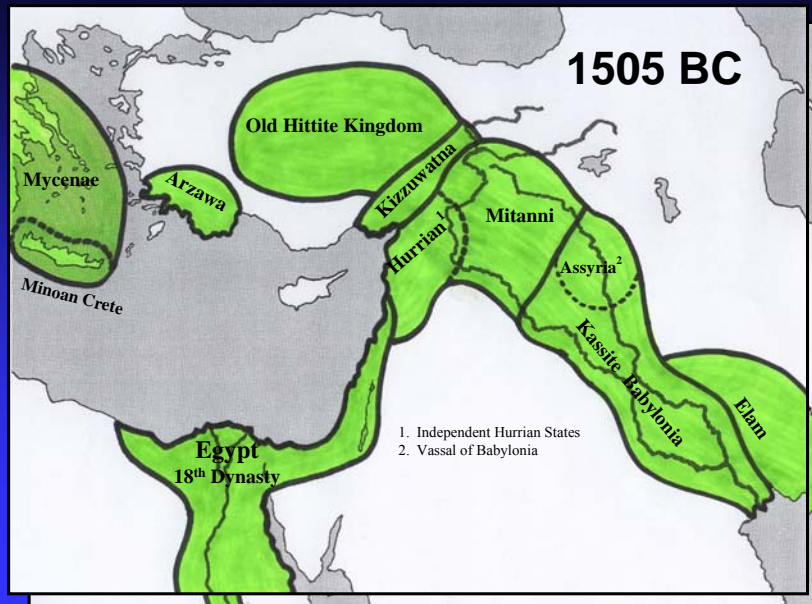 1505 BC
Old Hittite Kingdom
Mycenae
Arzawa
Kizzuwatna
Mitanni
Hurrian¹
Assyria²
Minoan Crete
Kassite Babylonia
Elam
Egypt
18th Dynasty
1. Independent Hurrian States
2. Vassal of Babylonia